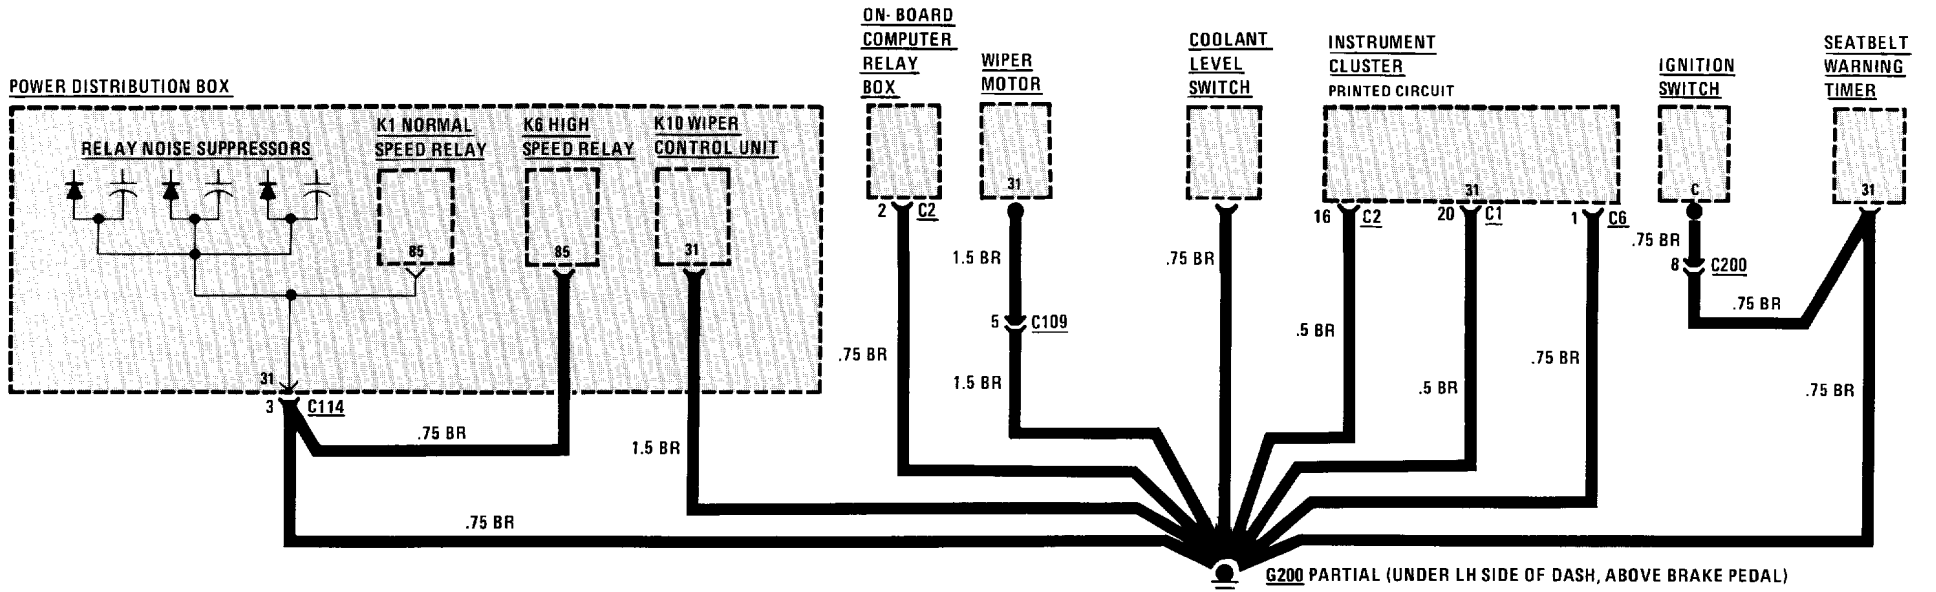 POWER DISTRIBUTION BOX
RELAY NOISE SUPPRESSORS
K1 NORMAL
SPEED RELAY
85
K6 HIGH
SPEED RELAY
85
K10 WIPER
CONTROL UNIT
31
31
3
C114
.75 BR
.75 BR
1.5 BR
ON-BOARD
COMPUTER
RELAY
BOX
2
C2
.75 BR
WIPER
MOTOR
31
1.5 BR
5
C109
1.5 BR
COOLANT
LEVEL
SWITCH
.75 BR
INSTRUMENT
CLUSTER
PRINTED CIRCUIT
31
16
C2
20
C1
1
C6
.5 BR
.5 BR
.75 BR
IGNITION
SWITCH
C
.75 BR
8
C200
.75 BR
SEATBELT
WARNING
TIMER
31
.75 BR
G200 PARTIAL (UNDER LH SIDE OF DASH, ABOVE BRAKE PEDAL)